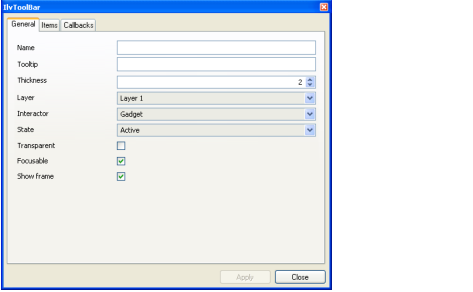 IlvToolBar
General Items Callbacks
Name
Tooltip
Thickness 2
Layer Layer 1
Interactor Gadget
State Active
Transparent
Focusable
Show frame
Apply Close